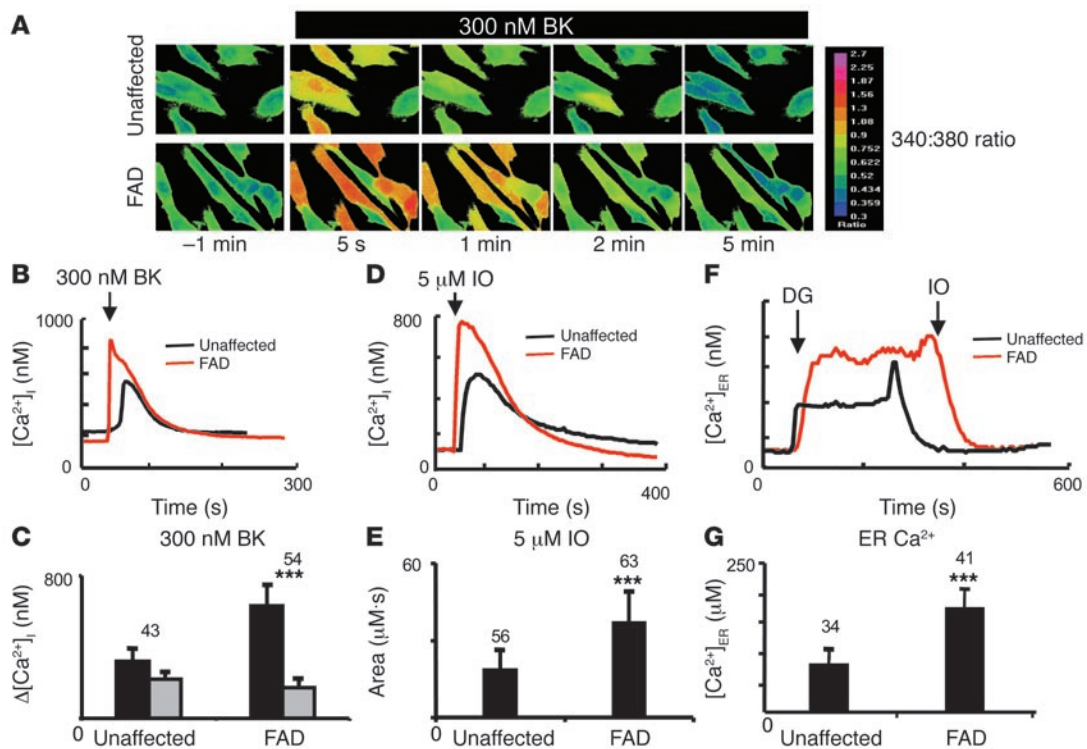 A
300 nM BK
Unaffected
FAD
2.7
2.25
1.87
1.56
1.3
1.08
0.9
0.752
0.622
0.52
0.434
0.359
0.3
Ratio
340:380 ratio
–1 min 5 s 1 min 2 min 5 min
B
300 nM BK
1000
[Ca²⁺]ᵢ (nM)
0
Unaffected
FAD
0 300
Time (s)
D
5 µM IO
800
[Ca²⁺]ᵢ (nM)
0
Unaffected
FAD
0 400
Time (s)
F
DG
IO
[Ca²⁺]ER (nM)
Unaffected
FAD
0
0 600
Time (s)
C
300 nM BK
800
Δ[Ca²⁺]ᵢ (nM)
0
43
54
***
Unaffected FAD
E
5 µM IO
60
Area (µM·s)
0
56
63
***
Unaffected FAD
G
ER Ca²⁺
250
[Ca²⁺]ER (µM)
0
34
41
***
Unaffected FAD